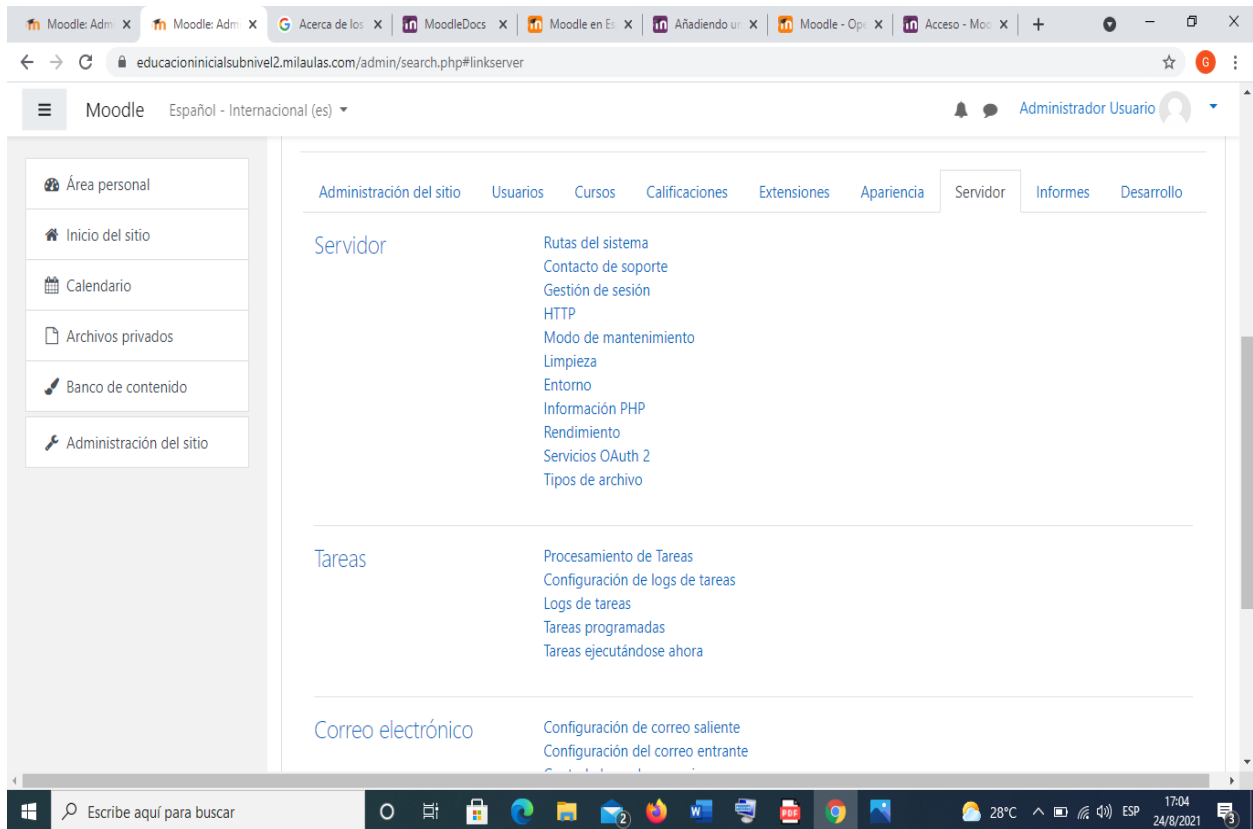 Moodle: Adm
Moodle: Adm
Acerca de los
MoodleDocs
Moodle en Es
Añadiendo un
Moodle - Ope
Acceso - Moo
educacioninicialsubnivel2.milaulas.com/admin/search.php#linkserver
G
Moodle Español - Internacional (es)
Administrador Usuario
Área personal
Inicio del sitio
Calendario
Archivos privados
Banco de contenido
Administración del sitio
Administración del sitio Usuarios Cursos Calificaciones Extensiones Apariencia Servidor Informes Desarrollo
Servidor
Rutas del sistema
Contacto de soporte
Gestión de sesión
HTTP
Modo de mantenimiento
Limpieza
Entorno
Información PHP
Rendimiento
Servicios OAuth 2
Tipos de archivo
Tareas
Procesamiento de Tareas
Configuración de logs de tareas
Logs de tareas
Tareas programadas
Tareas ejecutándose ahora
Correo electrónico
Configuración de correo saliente
Configuración del correo entrante
Escribe aquí para buscar
2
W
PDF
28°C
ESP
17:04
24/8/2021
3